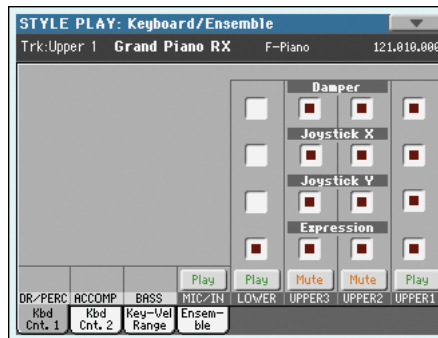 STYLE PLAY: Keyboard/Ensemble
Trk:Upper 1 Grand Piano RX F-Piano 121.010.000
Damper
Joystick X
Joystick Y
Expression
Play Play Mute Mute Play
DR/PERC ACCOMP BASS MIC/IN LOWER UPPER3 UPPER2 UPPER1
Kbd Cnt. 1 Kbd Cnt. 2 Key-Vel Range Ensem-ble